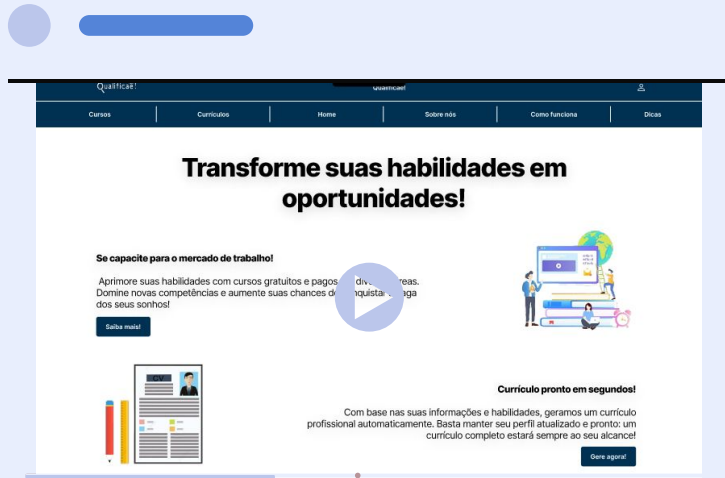 Qualificaê!
Qualificaê!
Cursos
Currículos
Home
Sobre nós
Como funciona
Dicas
Transforme suas habilidades em
oportunidades!
Se capacite para o mercado de trabalho!
Aprimore suas habilidades com cursos gratuitos e pagos
Domine novas competências e aumente suas chances
dos seus sonhos!
Saiba mais!
CV
Currículo pronto em segundos!
Com base nas suas informações e habilidades, geramos um currículo
profissional automaticamente. Basta manter seu perfil atualizado e pronto: um
currículo completo estará sempre ao seu alcance!
Gere agora!